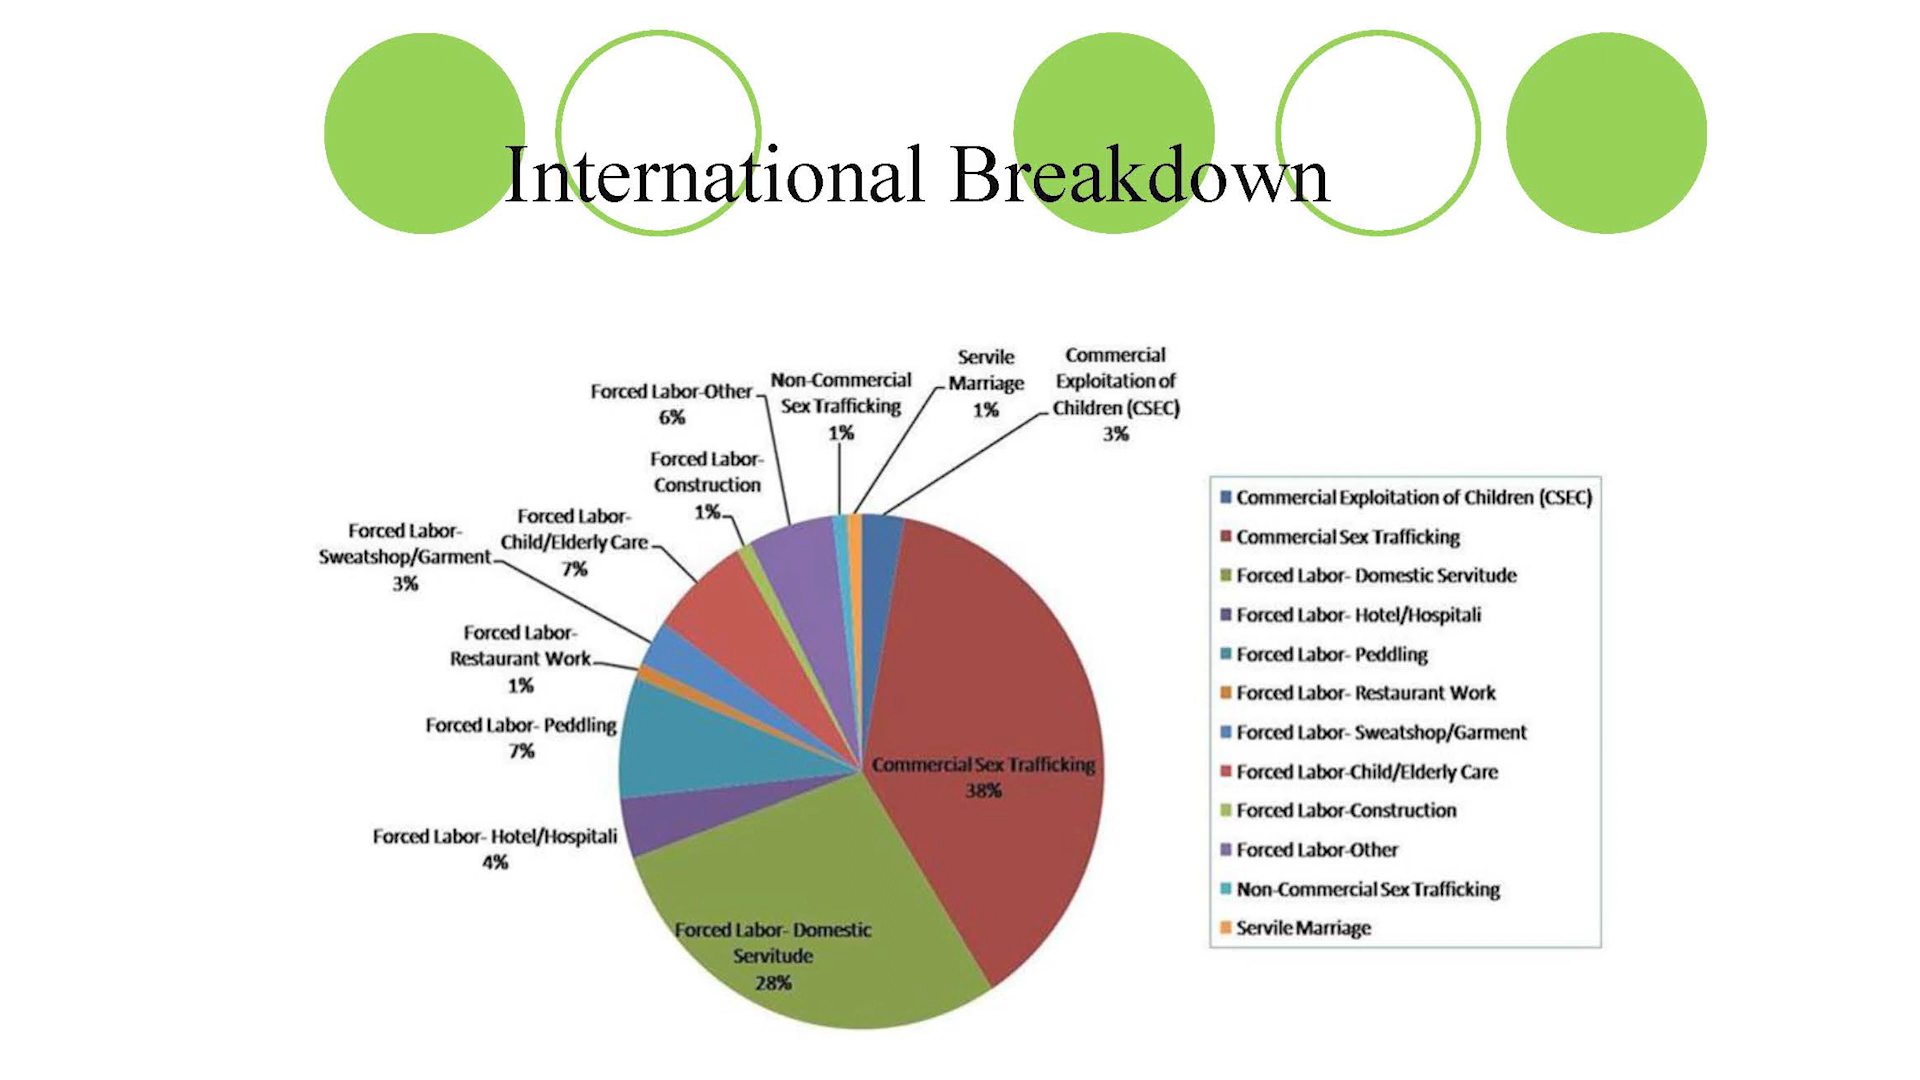 International Breakdown
Servile
Marriage
1%
Commercial
Exploitation of
Children (CSEC)
3%
Non-Commercial
Sex Trafficking
1%
Forced Labor-Other
6%
Forced Labor-
Construction
1%
Forced Labor-
Child/Elderly Care
7%
Forced Labor-
Sweatshop/Garment
3%
Forced Labor-
Restaurant Work
1%
Forced Labor- Peddling
7%
Forced Labor- Hotel/Hospitali
4%
Forced Labor- Domestic
Servitude
28%
Commercial Sex Trafficking
38%
Commercial Exploitation of Children (CSEC)
Commercial Sex Trafficking
Forced Labor- Domestic Servitude
Forced Labor- Hotel/Hospitali
Forced Labor- Peddling
Forced Labor- Restaurant Work
Forced Labor- Sweatshop/Garment
Forced Labor-Child/Elderly Care
Forced Labor-Construction
Forced Labor-Other
Non-Commercial Sex Trafficking
Servile Marriage